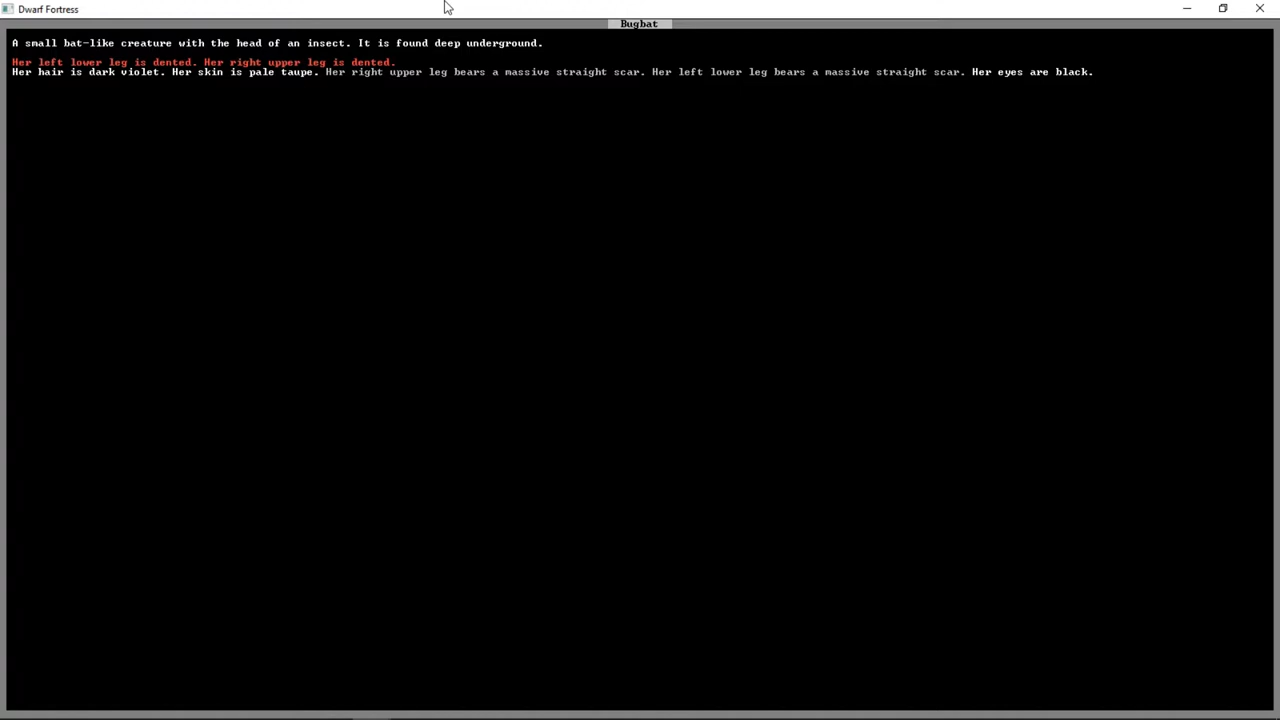 Dwarf Fortress
Bugbat
A small bat-like creature with the head of an insect. It is found deep underground.
Her left lower leg is dented. Her right upper leg is dented.
Her hair is dark violet. Her skin is pale taupe. Her right upper leg bears a massive straight scar. Her left lower leg bears a massive straight scar. Her eyes are black.